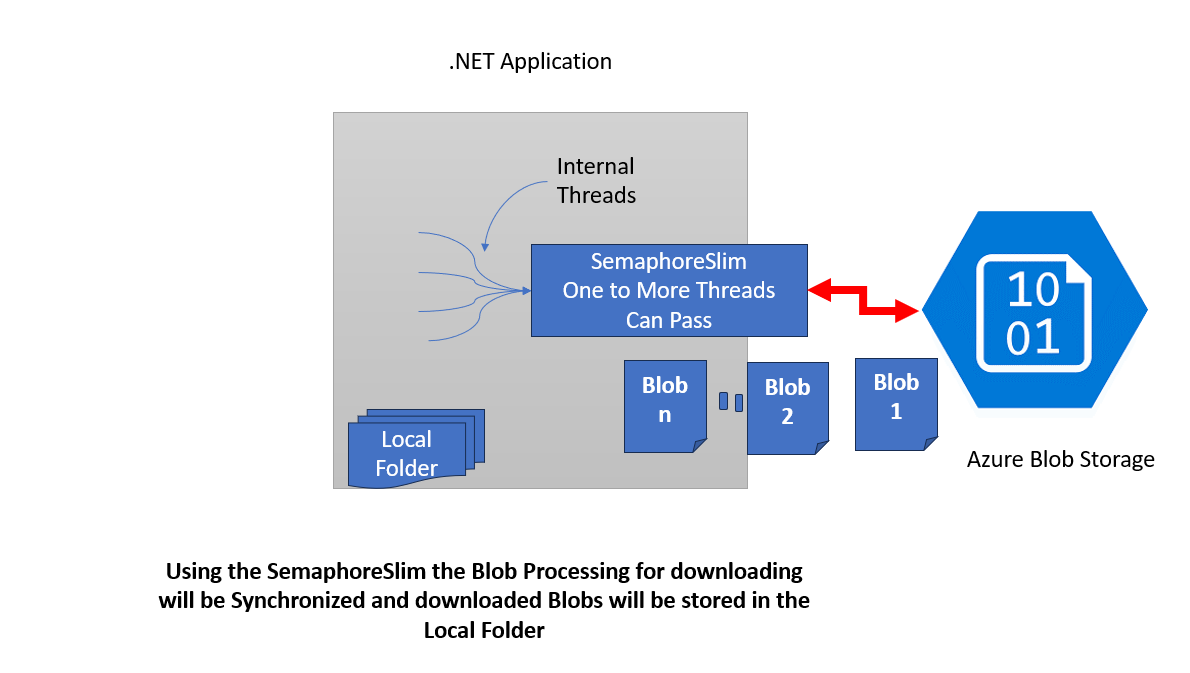 .NET Application
Internal
Threads
SemaphoreSlim
One to More Threads
Can Pass
10
01
Blob
n
Blob
2
Blob
1
Local
Folder
Azure Blob Storage
Using the SemaphoreSlim the Blob Processing for downloading
will be Synchronized and downloaded Blobs will be stored in the
Local Folder